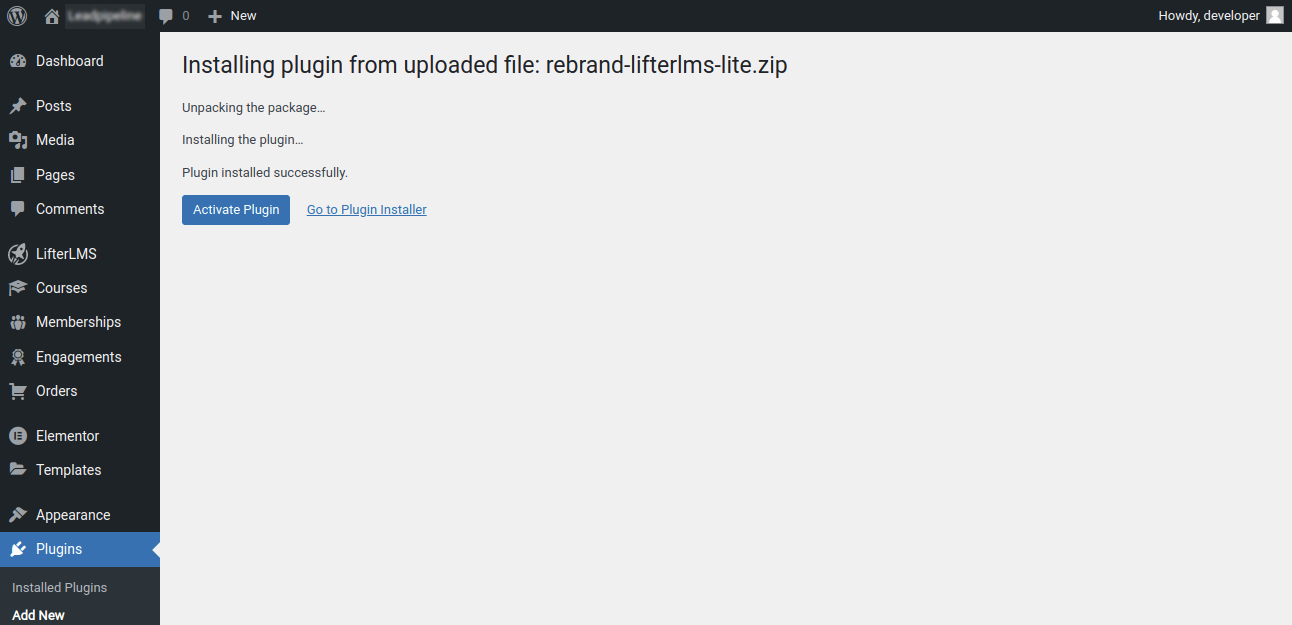 0 New Howdy, developer
Dashboard
Posts
Media
Pages
Comments
LifterLMS
Courses
Memberships
Engagements
Orders
Elementor
Templates
Appearance
Plugins
Installed Plugins
Add New
Installing plugin from uploaded file: rebrand-lifterlms-lite.zip
Unpacking the package…
Installing the plugin…
Plugin installed successfully.
Activate Plugin Go to Plugin Installer